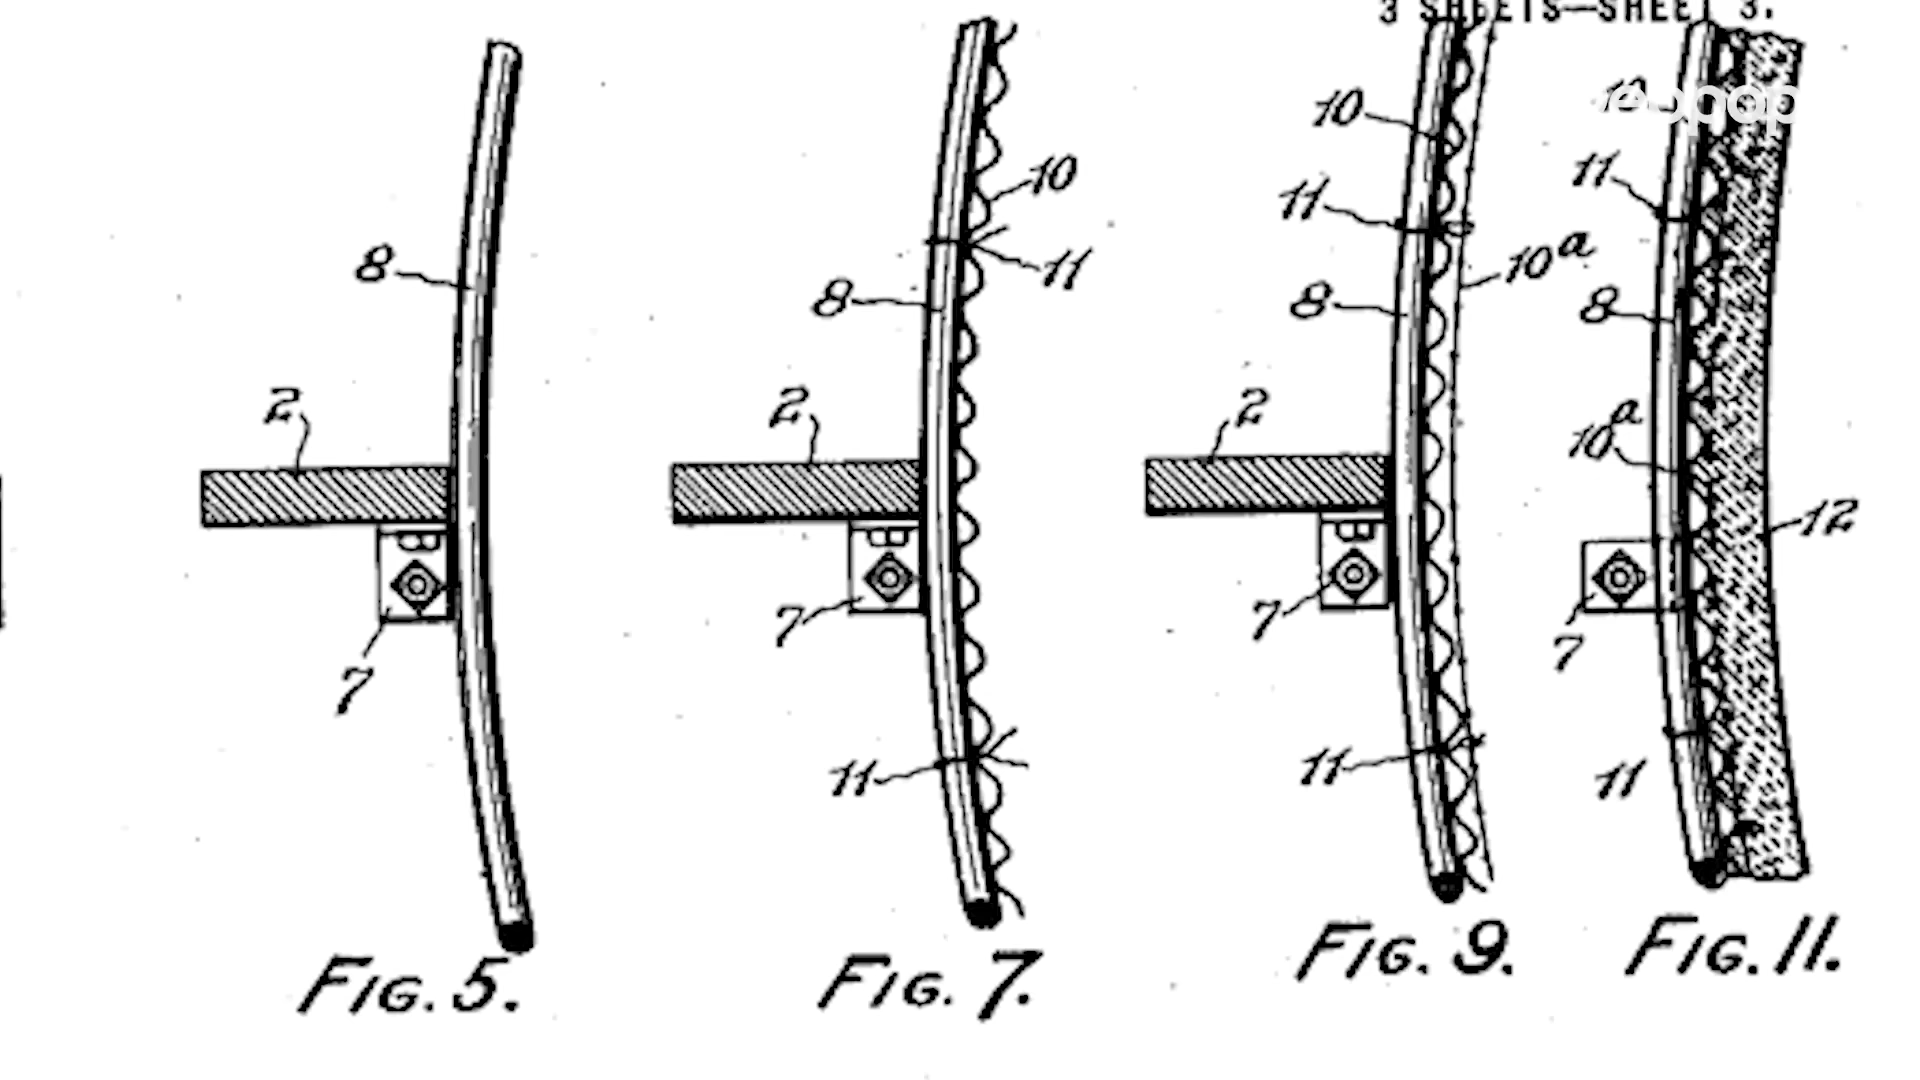 3 SHEETS—SHEET 3.
8
2
7
FIG. 5.
10
11
8
2
7
11
FIG. 7.
10
11
10a
8
2
7
11
FIG. 9.
11
8
10a
12
7
11
FIG. 11.